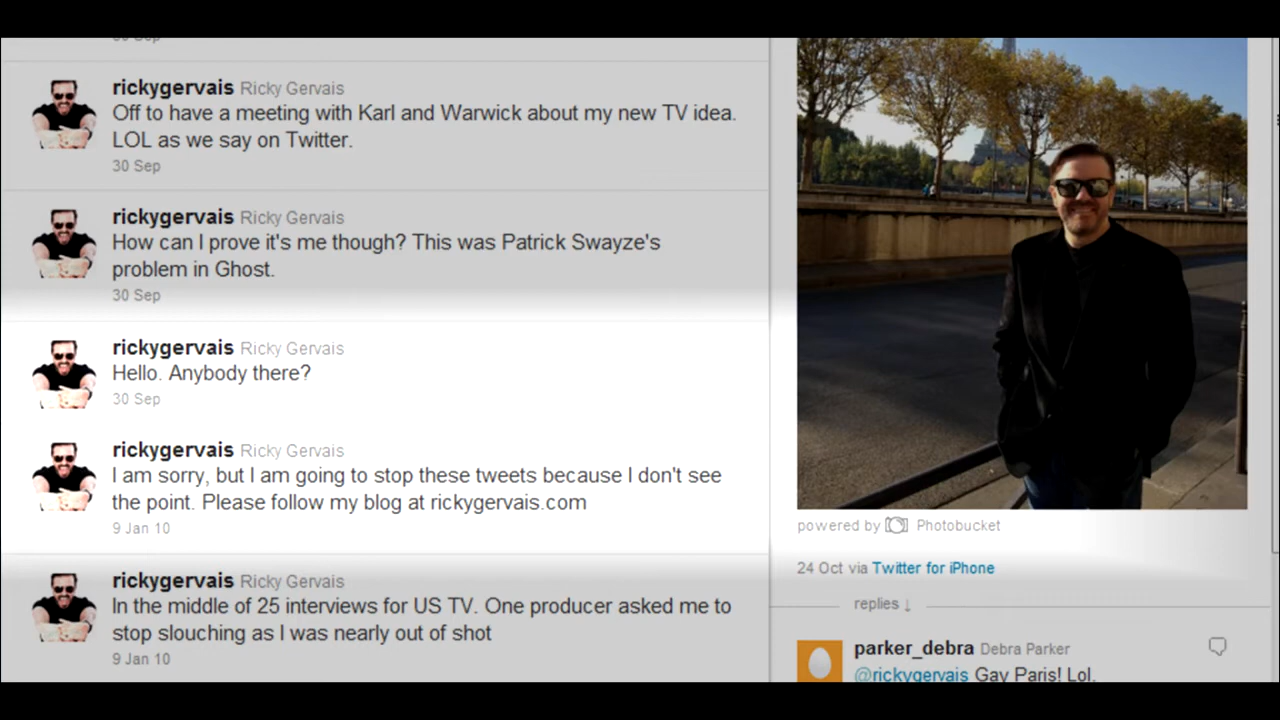 30 Sep
rickygervais Ricky Gervais
Off to have a meeting with Karl and Warwick about my new TV idea.
LOL as we say on Twitter.
30 Sep
rickygervais Ricky Gervais
How can I prove it's me though? This was Patrick Swayze's
problem in Ghost.
30 Sep
rickygervais Ricky Gervais
Hello. Anybody there?
30 Sep
rickygervais Ricky Gervais
I am sorry, but I am going to stop these tweets because I don't see
the point. Please follow my blog at rickygervais.com
9 Jan 10
rickygervais Ricky Gervais
In the middle of 25 interviews for US TV. One producer asked me to
stop slouching as I was nearly out of shot
9 Jan 10
powered by Photobucket
24 Oct via Twitter for iPhone
replies ↓
parker_debra Debra Parker
@rickygervais Gay Paris! Lol.